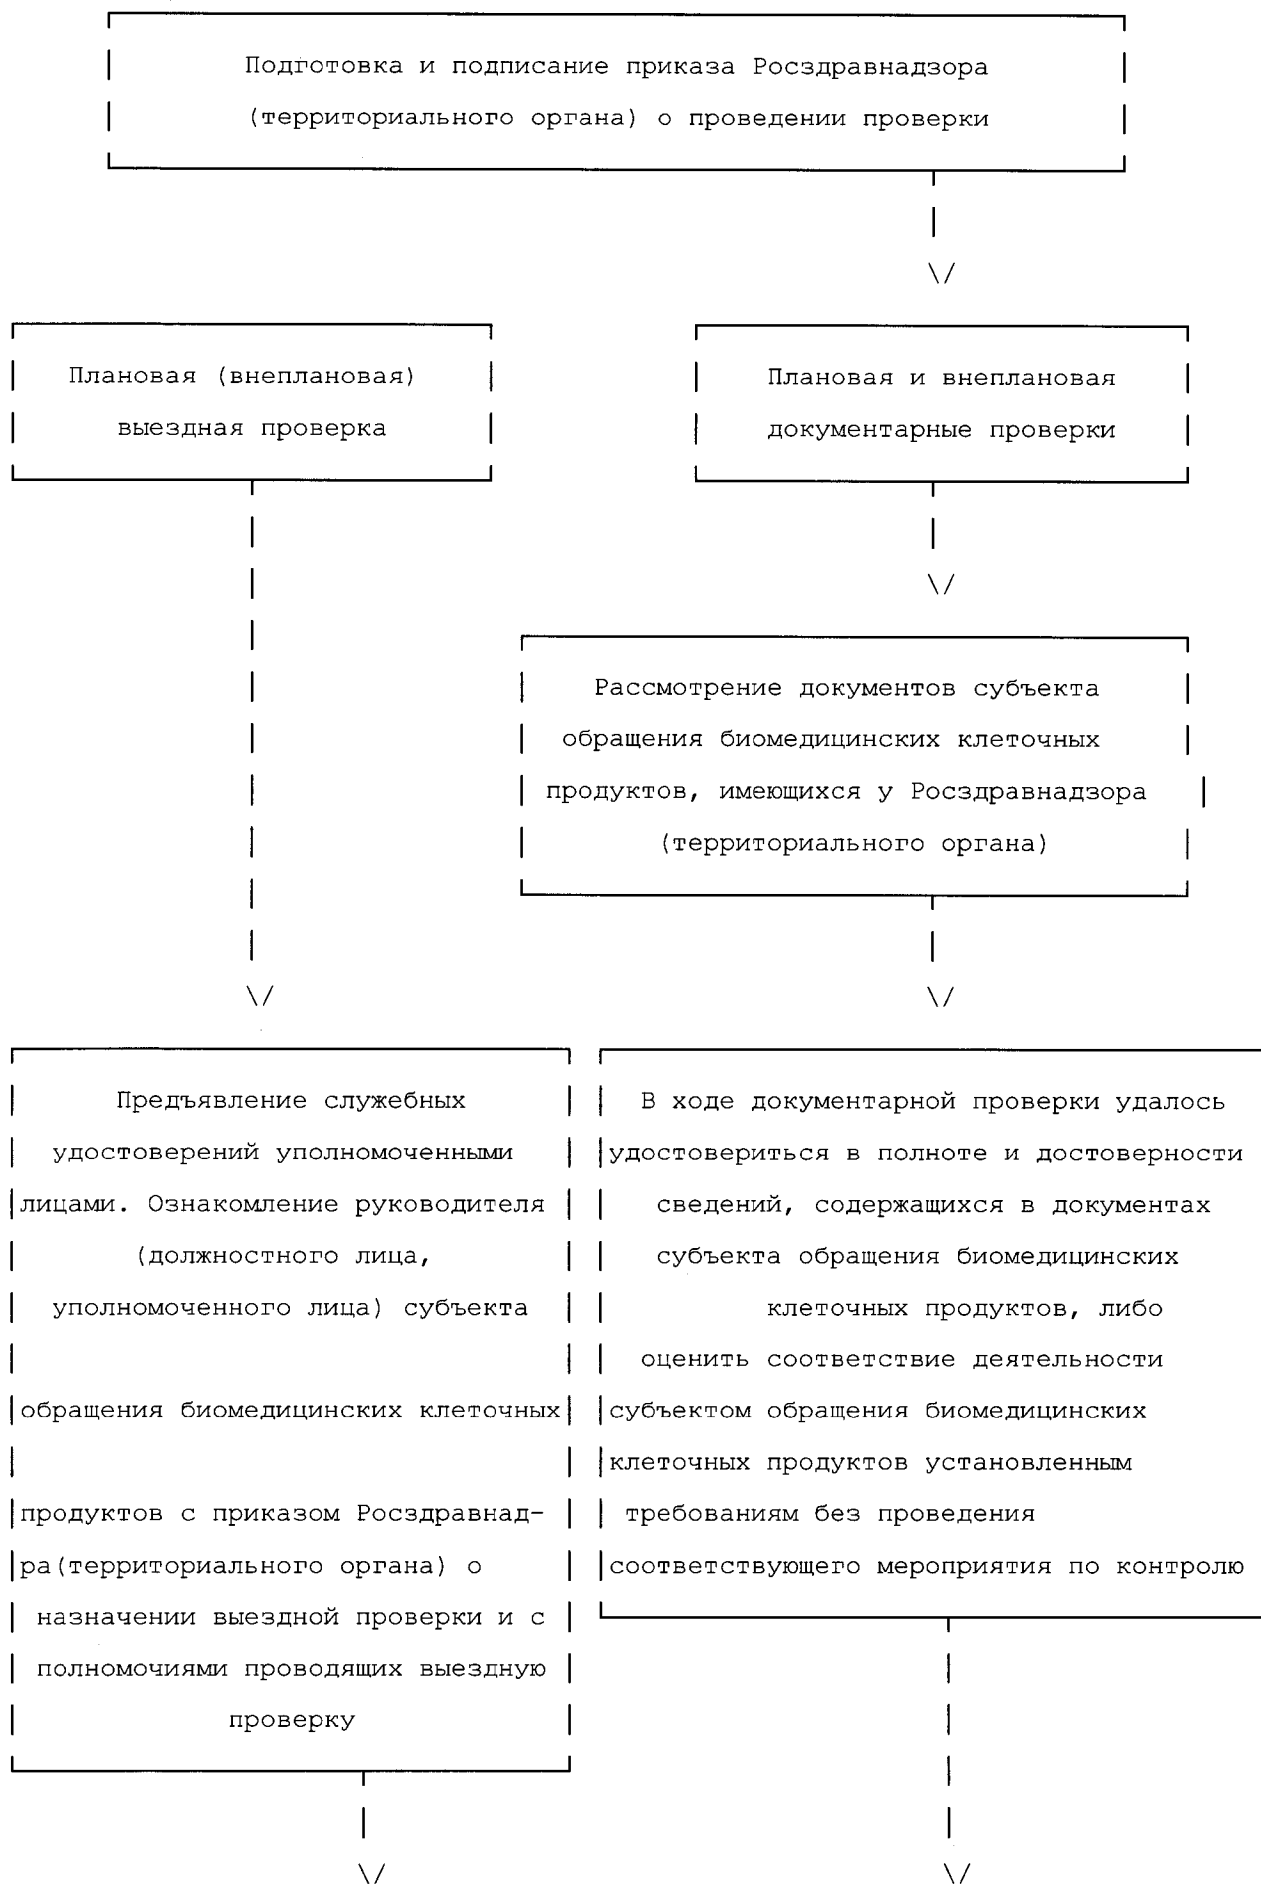 Подготовка и подписание приказа Росздравнадзора
(территориального органа) о проведении проверки
Плановая (внеплановая)
выездная проверка
Плановая и внеплановая
документарные проверки
Рассмотрение документов субъекта
обращения биомедицинских клеточных
продуктов, имеющихся у Росздравнадзора
(территориального органа)
Предъявление служебных
удостоверений уполномоченными
лицами. Ознакомление руководителя
(должностного лица,
уполномоченного лица) субъекта
обращения биомедицинских клеточных
продуктов с приказом Росздравнад-
ра(территориального органа) о
назначении выездной проверки и с
полномочиями проводящих выездную
проверку
В ходе документарной проверки удалось
удостовериться в полноте и достоверности
сведений, содержащихся в документах
субъекта обращения биомедицинских
клеточных продуктов, либо
оценить соответствие деятельности
субъектом обращения биомедицинских
клеточных продуктов установленным
требованиям без проведения
соответствующего мероприятия по контролю